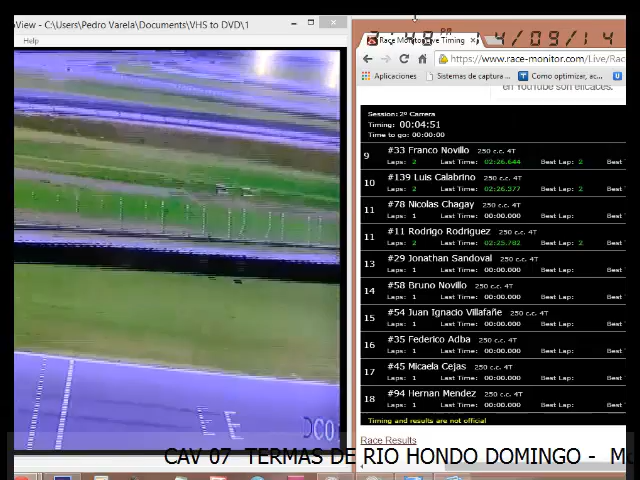 oView - C:\Users\Pedro Varela\Documents\VHS to DVD\1
Help
3:48 PM 14/09/14
Race Monitor
Timing
https://www.race-monitor.com/Live/Rac
Aplicaciones
Sistemas de captura...
Como optimizar, ac...
en YouTube son eficaces.
Session: 29 Carrera
Timing: 00:04:51
Time to go: 00:00:00
9 #33 Franco Novillo 250 c.c. 4T
Laps: 2 Last Time: 02:26.644 Best Lap: 2 Best
10 #139 Luis Calabrino 250 c.c. 4T
Laps: 2 Last Time: 02:26.377 Best Lap: 2 Best
11 #78 Nicolas Chagay 250 c.c. 4T
Laps: 1 Last Time: 00:00.000 Best Lap: Best
11 #11 Rodrigo Rodriguez 250 c.c. 4T
Laps: 2 Last Time: 02:25.782 Best Lap: 2 Best
13 #29 Jonathan Sandoval 250 c.c. 4T
Laps: 1 Last Time: 00:00.000 Best Lap: Best
14 #58 Bruno Novillo 250 c.c. 4T
Laps: 1 Last Time: 00:00.000 Best Lap: Best
15 #54 Juan Ignacio Villafañe 250 c.c. 4T
Laps: 1 Last Time: 00:00.000 Best Lap: Best
16 #35 Federico Adba 250 c.c. 4T
Laps: 1 Last Time: 00:00.000 Best Lap: Best
17 #45 Micaela Cejas 250 c.c. 4T
Laps: 1 Last Time: 00:00.000 Best Lap: Best
18 #94 Hernan Mendez 250 c.c. 4T
Laps: 1 Last Time: 00:00.000 Best Lap: Best
Timing and results are not official
Race Results
CAV 07 TERMAS DE RIO HONDO DOMINGO -